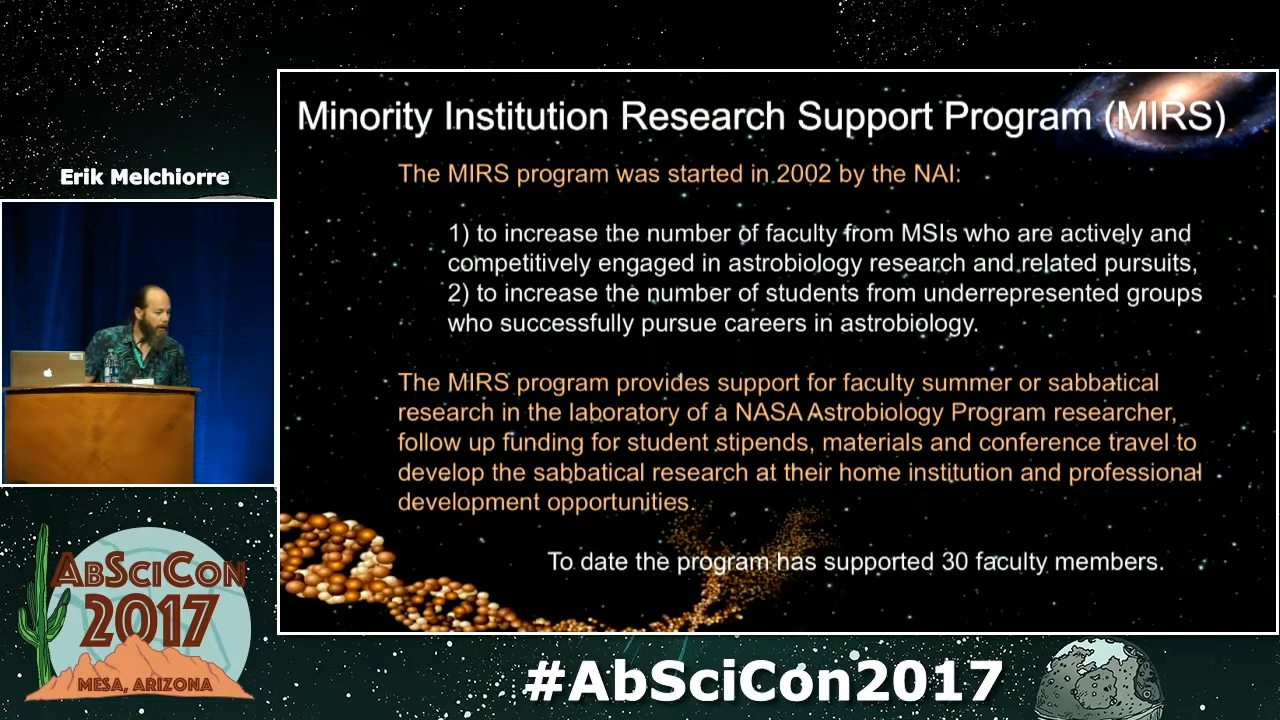 Minority Institution Research Support Program (MIRS)
Erik Melchiorre
The MIRS program was started in 2002 by the NAI:
1) to increase the number of faculty from MSIs who are actively and
competitively engaged in astrobiology research and related pursuits,
2) to increase the number of students from underrepresented groups
who successfully pursue careers in astrobiology.
The MIRS program provides support for faculty summer or sabbatical
research in the laboratory of a NASA Astrobiology Program researcher,
follow up funding for student stipends, materials and conference travel to
develop the sabbatical research at their home institution and professional
development opportunities.
To date the program has supported 30 faculty members.
ABSCICON
2017
MESA, ARIZONA
#AbSciCon2017